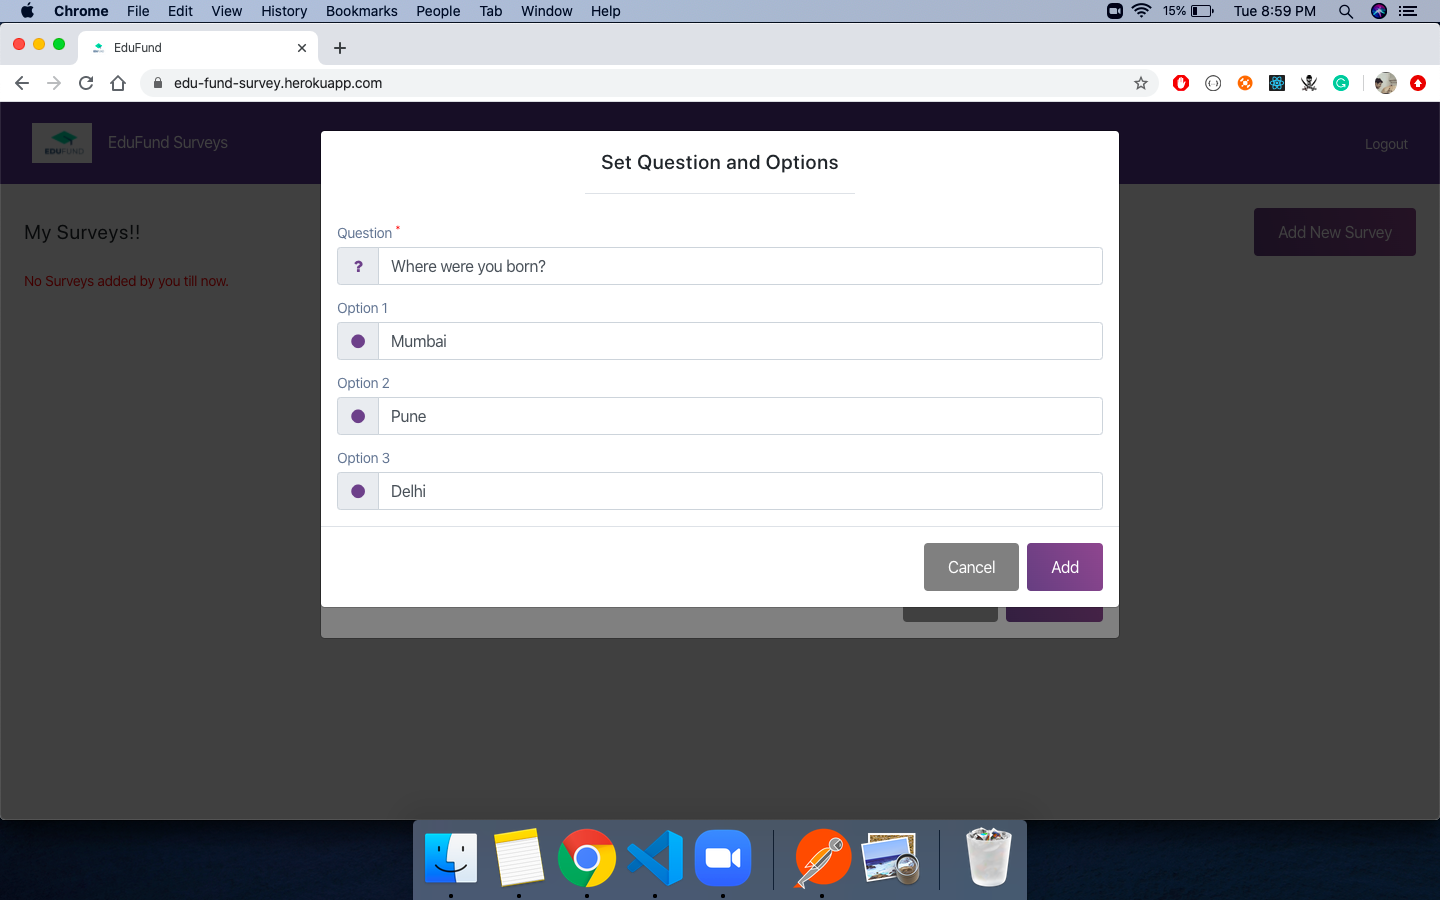 Chrome File Edit View History Bookmarks People Tab Window Help 15% Tue 8:59 PM
EduFund
edu-fund-survey.herokuapp.com
EDUFUND EduFund Surveys Logout
My Surveys!! Add New Survey
No Surveys added by you till now.
Set Question and Options
Question *
? Where were you born?
Option 1
Mumbai
Option 2
Pune
Option 3
Delhi
Cancel Add